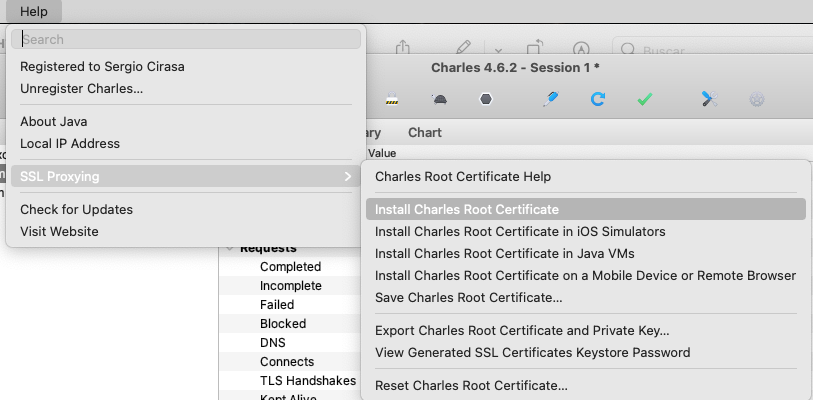 Help
Search
Buscar
Registered to Sergio Cirasa
Charles 4.6.2 - Session 1 *
Unregister Charles...
About Java
Local IP Address
Chart
Value
SSL Proxying
Charles Root Certificate Help
Check for Updates
Install Charles Root Certificate
Visit Website
Install Charles Root Certificate in iOS Simulators
Requests
Install Charles Root Certificate in Java VMs
Completed
Install Charles Root Certificate on a Mobile Device or Remote Browser
Incomplete
Save Charles Root Certificate...
Failed
Blocked
Export Charles Root Certificate and Private Key...
DNS
View Generated SSL Certificates Keystore Password
Connects
TLS Handshakes
Reset Charles Root Certificate...
Kept Alive